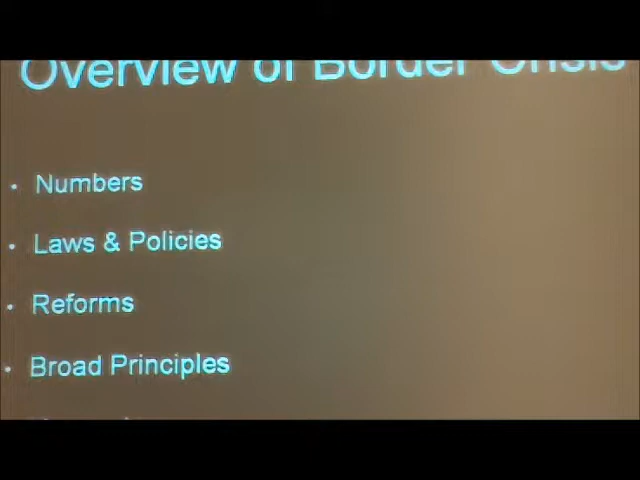 Overview of Border Crisis
• Numbers
• Laws & Policies
• Reforms
• Broad Principles